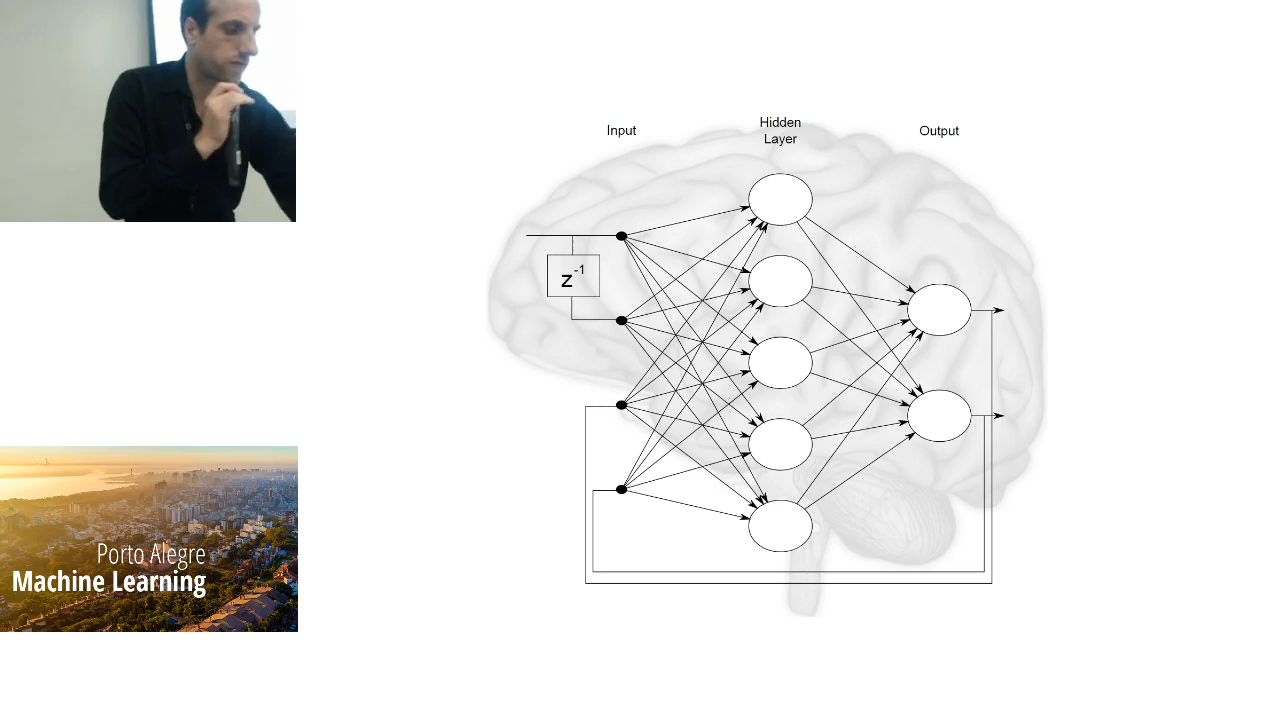 Input
Hidden
Layer
Output
z⁻¹
Porto Alegre
Machine Learning